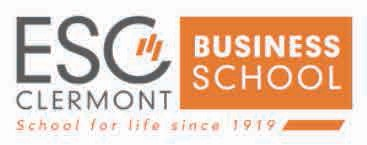 ESC BUSINESS
CLERMONT SCHOOL
School for life since 1919